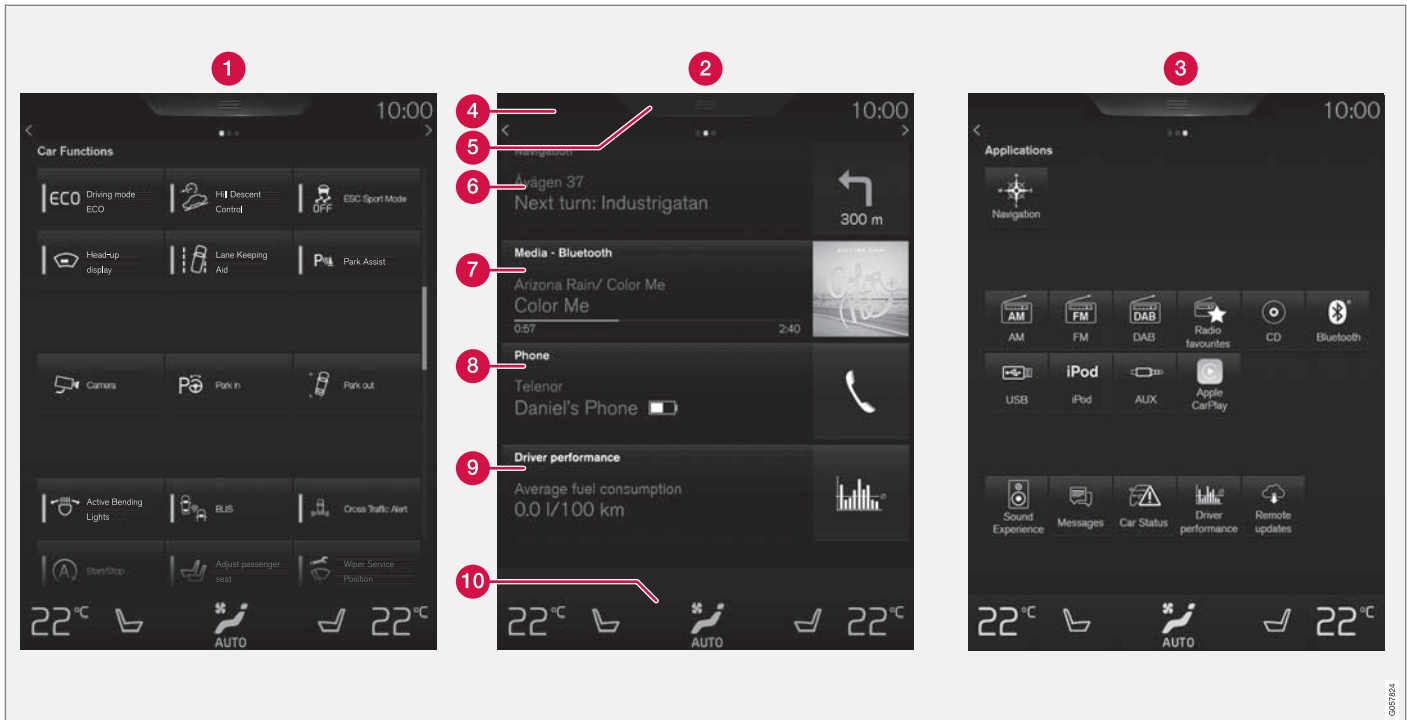 1
2
3
10:00
Car Functions
ECO Driving mode ECO
Hill Descent Control
OFF ESC Sport Mode
Head-up display
Lane Keeping Aid
P Park Assist
Camera
P Park In
Park out
Active Bending Lights
BLIS
Cross Traffic Alert
A Start/Stop
Adjust passenger seat
Wiper Service Position
22°C
AUTO
22°C
4
5
6
7
8
9
10
10:00
Navigation
Åvägen 37
Next turn: Industrigatan
300 m
Media - Bluetooth
Arizona Rain/ Color Me
Color Me
0:57
2:40
Color Me
Phone
Telenor
Daniel's Phone
Driver performance
Average fuel consumption
0.0 l/100 km
22°C
AUTO
22°C
10:00
Applications
Navigation
AM
AM
FM
FM
DAB
DAB
Radio favourites
CD
Bluetooth
USB
iPod
iPod
AUX
Apple CarPlay
Sound Experience
Messages
Car Status
Driver performance
Remote updates
22°C
AUTO
22°C
G057824